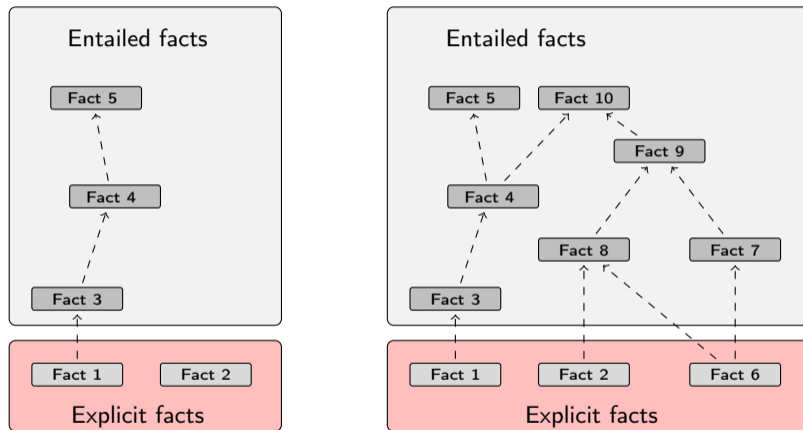 Entailed facts
Fact 5
Fact 4
Fact 3
Fact 1 Fact 2
Explicit facts
Entailed facts
Fact 5 Fact 10
Fact 9
Fact 4
Fact 8 Fact 7
Fact 3
Fact 1 Fact 2 Fact 6
Explicit facts